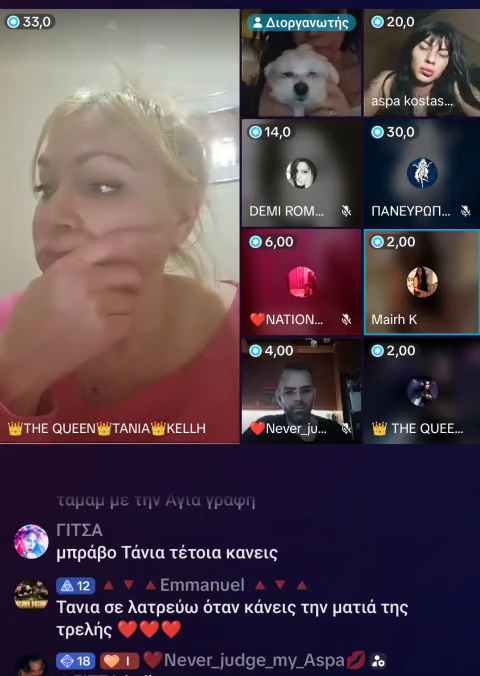 33,0
Διοργανωτής
20,0
aspa kostas...
14,0
30,0
DEMI ROM...
ΠΑΝΕΥΡΩΠ...
6,00
2,00
❤️NATION...
Mairh K
4,00
2,00
👑THE QUEEN👑TANIA👑KELLH
❤️Never_ju...
👑 THE QUEE...
ταμαμ με την Αγια γραφη
ΓΙΤΣΑ
μπράβο Τάνια τέτοια κανεις
12 🔺🔻🔺Emmanuel🔺🔻🔺
Τανια σε λατρεύω όταν κάνεις την ματιά της
τρελής ❤️❤️❤️
18 I ❤️Never_judge_my_Aspa💋